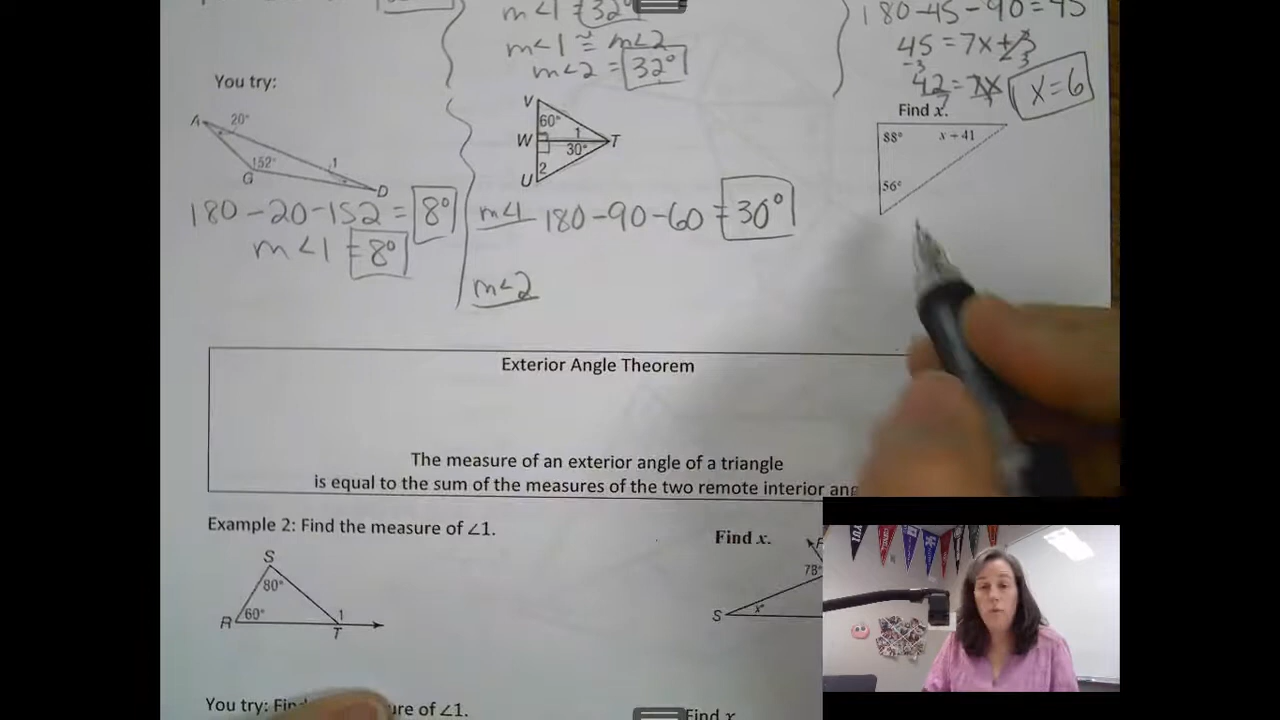 m<1 = 32°
m<1 ≅ m<2
m<2 = 32°
180-45-90=45
45 = 7x+3
-3 -3
42 = 7x
7 7
x=6
You try:
A 20°
152°
G
1
D
180-20-152 = 8°
m<1 = 8°
V
60°
W 1 T
30°
2
U
m<1 180-90-60 = 30°
m<2
Find x.
88° x + 41
56°
Exterior Angle Theorem
The measure of an exterior angle of a triangle
is equal to the sum of the measures of the two remote interior
Example 2: Find the measure of ∠1.
S
80°
60° 1
R T
Find x.
78°
S x°
You try: of ∠1.
Find x